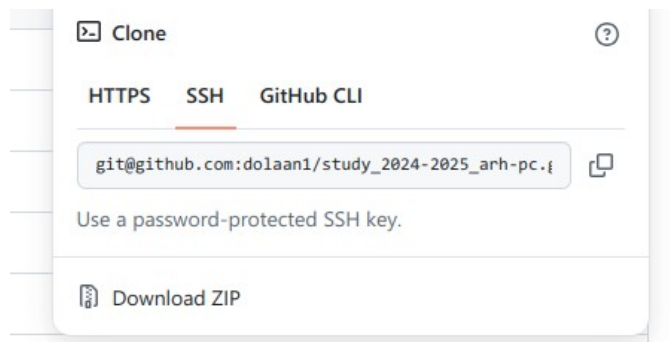 Clone
HTTPS SSH GitHub CLI
git@github.com:dolaan1/study_2024-2025_arh-pc.g
Use a password-protected SSH key.
Download ZIP